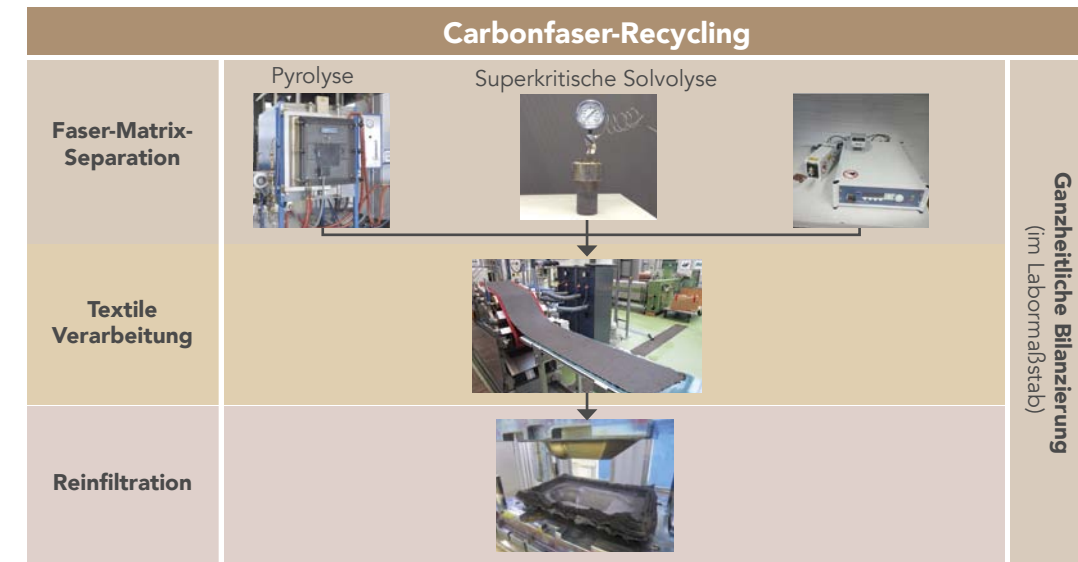 Carbonfaser-Recycling
Pyrolyse
Superkritische Solvolyse
Faser-Matrix-
Separation
Textile
Verarbeitung
Reinfiltration
Ganzheitliche Bilanzierung
(im Labormaßstab)